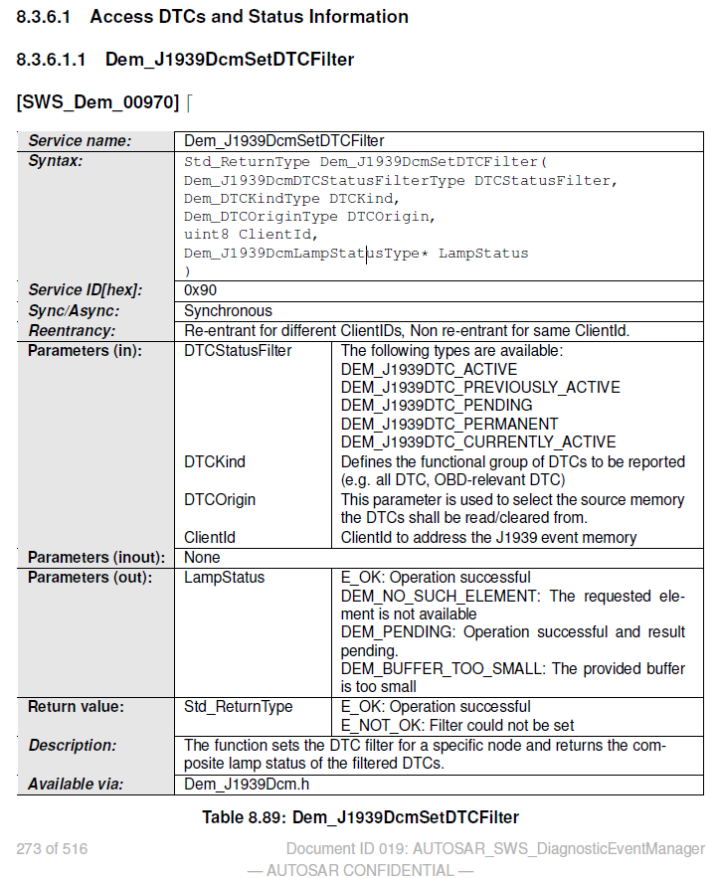 8.3.6.1 Access DTCs and Status Information
8.3.6.1.1 Dem_J1939DcmSetDTCFilter
[SWS_Dem_00970] ⌈
Service name: Dem_J1939DcmSetDTCFilter
Syntax: Std_ReturnType Dem_J1939DcmSetDTCFilter(
Dem_J1939DcmDTCStatusFilterType DTCStatusFilter,
Dem_DTCKindType DTCKind,
Dem_DTCOriginType DTCOrigin,
uint8 ClientId,
Dem_J1939DcmLampStatusType* LampStatus
)
Service ID[hex]: 0x90
Sync/Async: Synchronous
Reentrancy: Re-entrant for different ClientIDs, Non re-entrant for same ClientId.
Parameters (in): DTCStatusFilter The following types are available:
DEM_J1939DTC_ACTIVE
DEM_J1939DTC_PREVIOUSLY_ACTIVE
DEM_J1939DTC_PENDING
DEM_J1939DTC_PERMANENT
DEM_J1939DTC_CURRENTLY_ACTIVE
DTCKind Defines the functional group of DTCs to be reported
(e.g. all DTC, OBD-relevant DTC)
DTCOrigin This parameter is used to select the source memory
the DTCs shall be read/cleared from.
ClientId ClientId to address the J1939 event memory
Parameters (inout): None
Parameters (out): LampStatus E_OK: Operation successful
DEM_NO_SUCH_ELEMENT: The requested ele-
ment is not available
DEM_PENDING: Operation successful and result
pending.
DEM_BUFFER_TOO_SMALL: The provided buffer
is too small
Return value: Std_ReturnType E_OK: Operation successful
E_NOT_OK: Filter could not be set
Description: The function sets the DTC filter for a specific node and returns the com-
posite lamp status of the filtered DTCs.
Available via: Dem_J1939Dcm.h
Table 8.89: Dem_J1939DcmSetDTCFilter
273 of 516 Document ID 019: AUTOSAR_SWS_DiagnosticEventManager
— AUTOSAR CONFIDENTIAL —